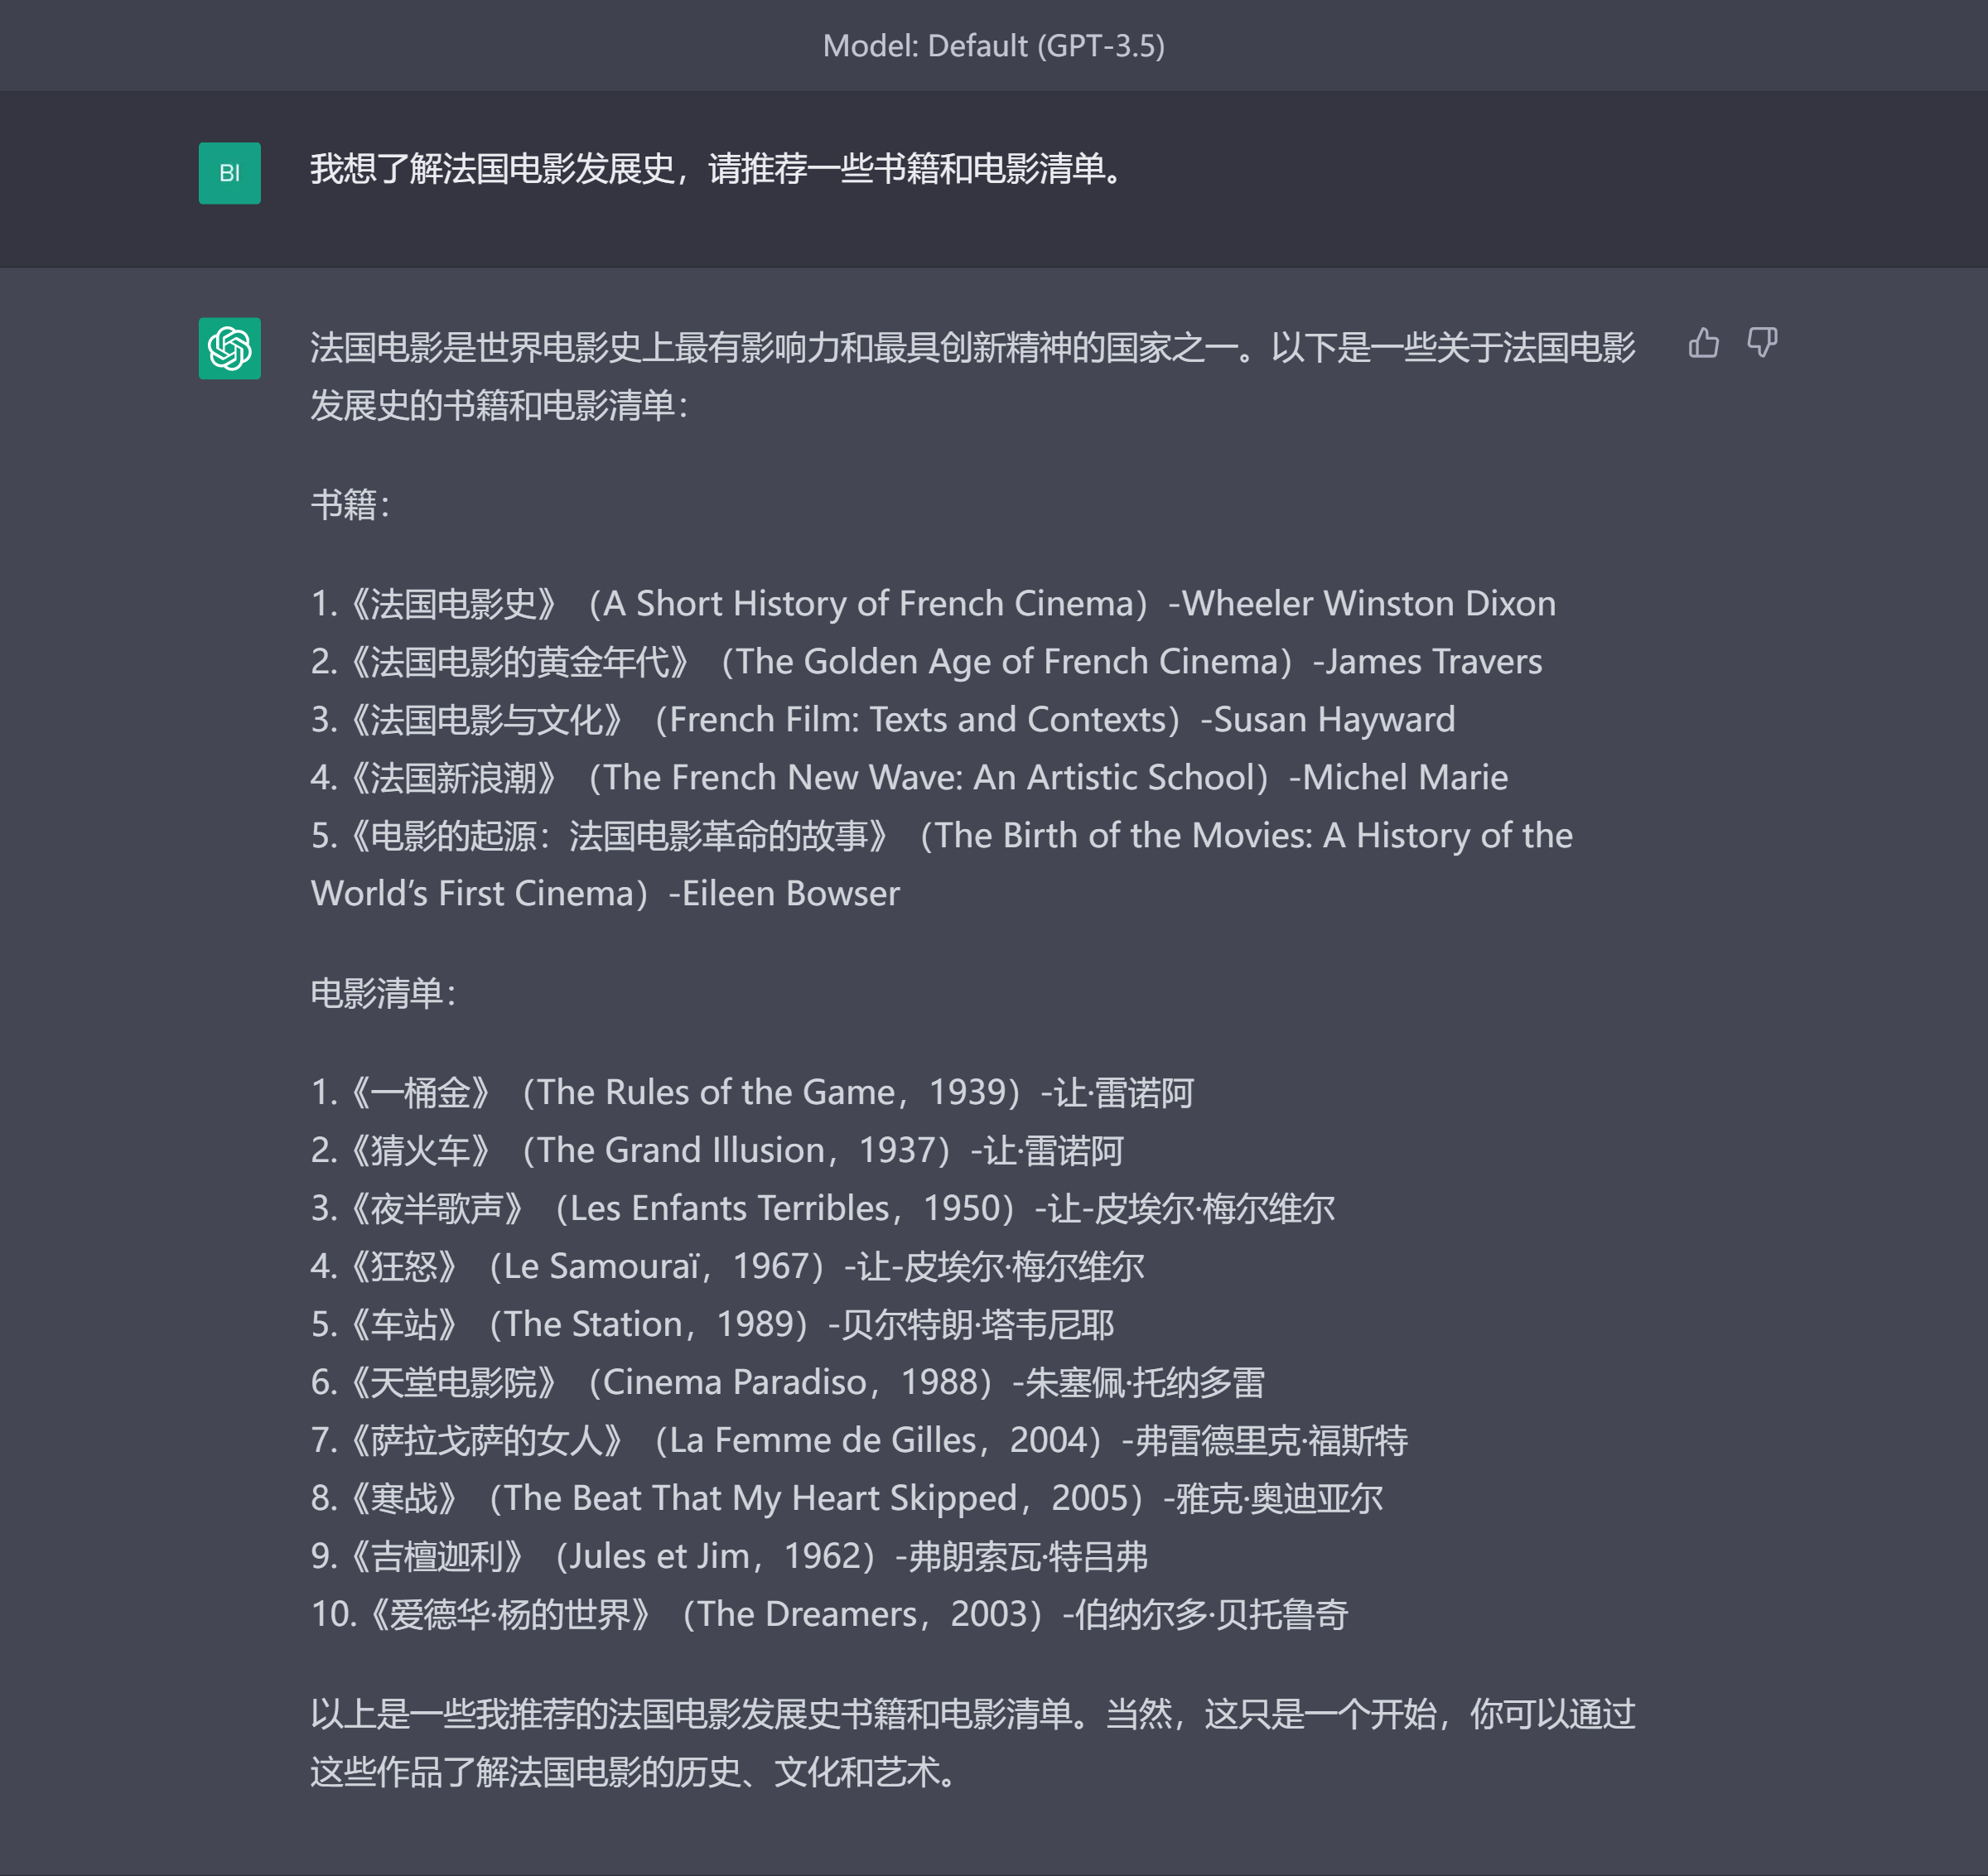 Model: Default (GPT-3.5)
BI
我想了解法国电影发展史，请推荐一些书籍和电影清单。
法国电影是世界电影史上最有影响力和最具创新精神的国家之一。以下是一些关于法国电影
发展史的书籍和电影清单：
书籍：
1.《法国电影史》（A Short History of French Cinema）-Wheeler Winston Dixon
2.《法国电影的黄金年代》（The Golden Age of French Cinema）-James Travers
3.《法国电影与文化》（French Film: Texts and Contexts）-Susan Hayward
4.《法国新浪潮》（The French New Wave: An Artistic School）-Michel Marie
5.《电影的起源：法国电影革命的故事》（The Birth of the Movies: A History of the
World’s First Cinema）-Eileen Bowser
电影清单：
1.《一桶金》（The Rules of the Game，1939）-让·雷诺阿
2.《猜火车》（The Grand Illusion，1937）-让·雷诺阿
3.《夜半歌声》（Les Enfants Terribles，1950）-让-皮埃尔·梅尔维尔
4.《狂怒》（Le Samouraï，1967）-让-皮埃尔·梅尔维尔
5.《车站》（The Station，1989）-贝尔特朗·塔韦尼耶
6.《天堂电影院》（Cinema Paradiso，1988）-朱塞佩·托纳多雷
7.《萨拉戈萨的女人》（La Femme de Gilles，2004）-弗雷德里克·福斯特
8.《寒战》（The Beat That My Heart Skipped，2005）-雅克·奥迪亚尔
9.《吉檀迦利》（Jules et Jim，1962）-弗朗索瓦·特吕弗
10.《爱德华·杨的世界》（The Dreamers，2003）-伯纳尔多·贝托鲁奇
以上是一些我推荐的法国电影发展史书籍和电影清单。当然，这只是一个开始，你可以通过
这些作品了解法国电影的历史、文化和艺术。